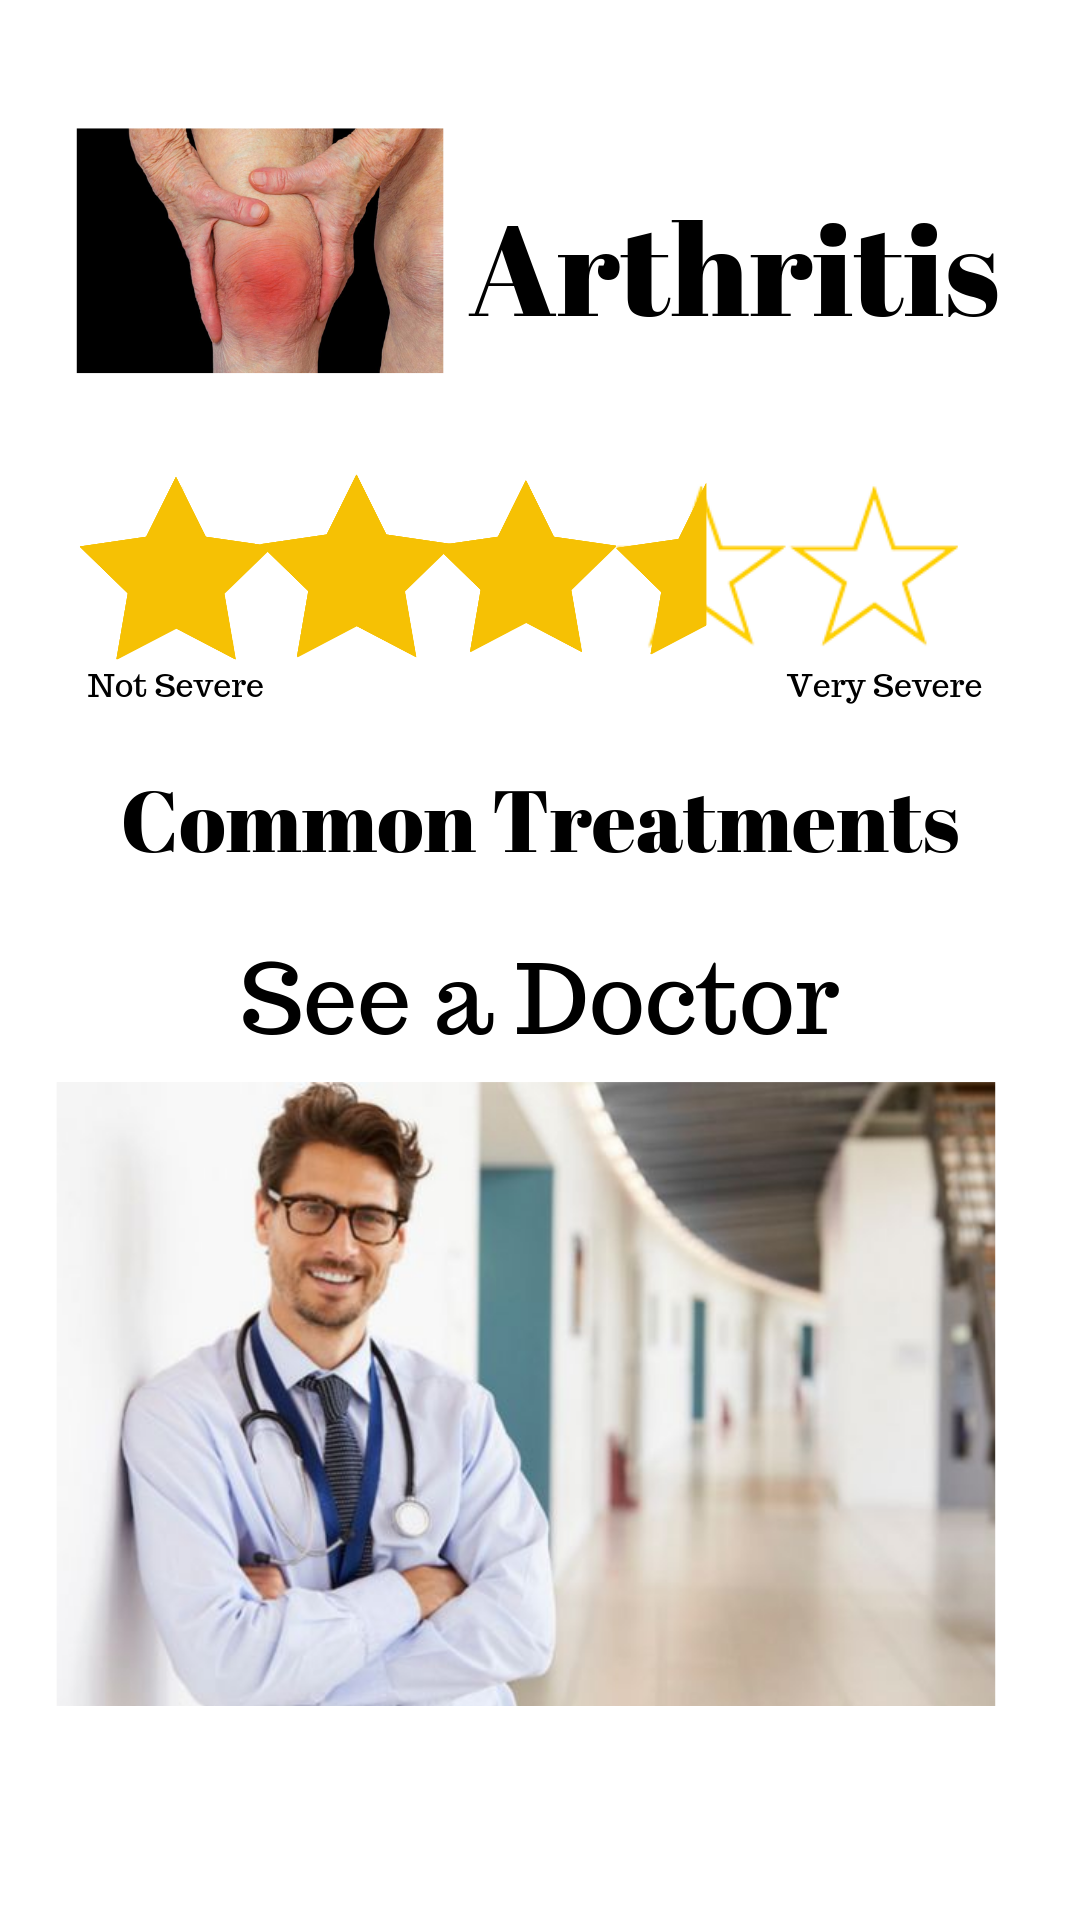 Arthritis
Not Severe
Very Severe
Common Treatments
See a Doctor